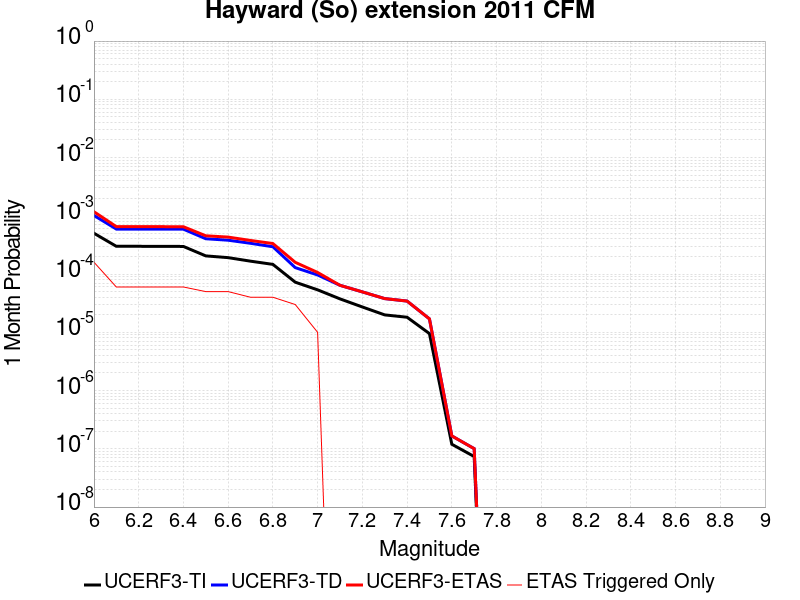 Hayward (So) extension 2011 CFM
10^0
10^-1
10^-2
10^-3
10^-4
10^-5
10^-6
10^-7
10^-8
1 Month Probability
6 6.2 6.4 6.6 6.8 7 7.2 7.4 7.6 7.8 8 8.2 8.4 8.6 8.8 9
Magnitude
UCERF3-TI UCERF3-TD UCERF3-ETAS ETAS Triggered Only